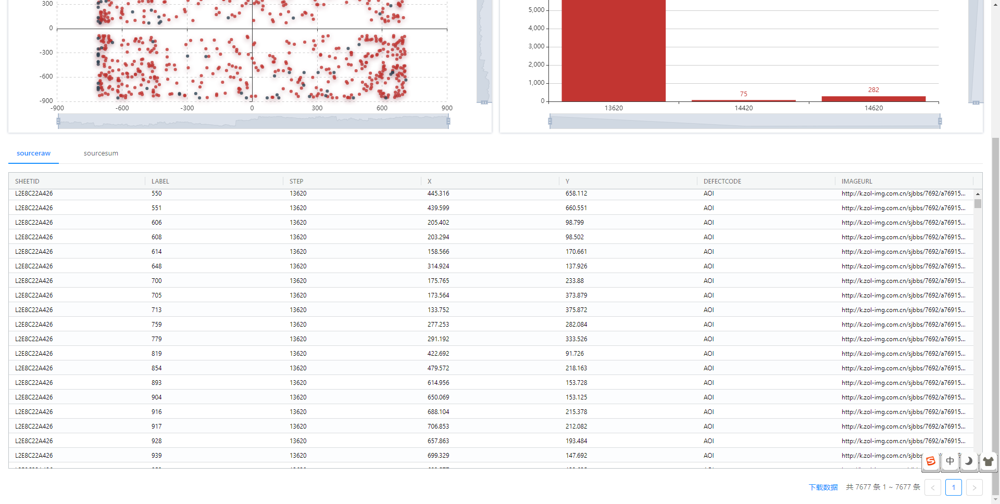 300
0
-300
-600
-900
-900 -600 -300 0 300 600 900
5,000
4,000
3,000
2,000
1,000
0
75
282
13620 14420 14620
sourceraw sourcesum
SHEETID LABEL STEP X Y DEFECTCODE IMAGEURL
L2E8C22A426 550 13620 445.316 658.112 AOI http://k.zol-img.com.cn/sjbbs/7692/a76915...
L2E8C22A426 551 13620 439.599 660.551 AOI http://k.zol-img.com.cn/sjbbs/7692/a76915...
L2E8C22A426 606 13620 205.402 98.799 AOI http://k.zol-img.com.cn/sjbbs/7692/a76915...
L2E8C22A426 608 13620 203.294 98.502 AOI http://k.zol-img.com.cn/sjbbs/7692/a76915...
L2E8C22A426 614 13620 158.566 170.661 AOI http://k.zol-img.com.cn/sjbbs/7692/a76915...
L2E8C22A426 648 13620 314.924 137.926 AOI http://k.zol-img.com.cn/sjbbs/7692/a76915...
L2E8C22A426 700 13620 175.765 233.88 AOI http://k.zol-img.com.cn/sjbbs/7692/a76915...
L2E8C22A426 705 13620 173.564 373.879 AOI http://k.zol-img.com.cn/sjbbs/7692/a76915...
L2E8C22A426 713 13620 133.752 375.872 AOI http://k.zol-img.com.cn/sjbbs/7692/a76915...
L2E8C22A426 759 13620 277.253 282.084 AOI http://k.zol-img.com.cn/sjbbs/7692/a76915...
L2E8C22A426 779 13620 291.192 333.526 AOI http://k.zol-img.com.cn/sjbbs/7692/a76915...
L2E8C22A426 819 13620 422.692 91.726 AOI http://k.zol-img.com.cn/sjbbs/7692/a76915...
L2E8C22A426 854 13620 479.572 218.163 AOI http://k.zol-img.com.cn/sjbbs/7692/a76915...
L2E8C22A426 893 13620 614.956 153.728 AOI http://k.zol-img.com.cn/sjbbs/7692/a76915...
L2E8C22A426 904 13620 650.069 153.125 AOI http://k.zol-img.com.cn/sjbbs/7692/a76915...
L2E8C22A426 916 13620 688.104 215.378 AOI http://k.zol-img.com.cn/sjbbs/7692/a76915...
L2E8C22A426 917 13620 706.853 212.082 AOI http://k.zol-img.com.cn/sjbbs/7692/a76915...
L2E8C22A426 928 13620 657.863 193.484 AOI http://k.zol-img.com.cn/sjbbs/7692/a76915...
L2E8C22A426 939 13620 699.329 147.692 AOI http://k.zol-img.com.cn/sjbbs/7692/a76915...
中
下载数据 共 7677 条 1 ~ 7677 条 < 1 >